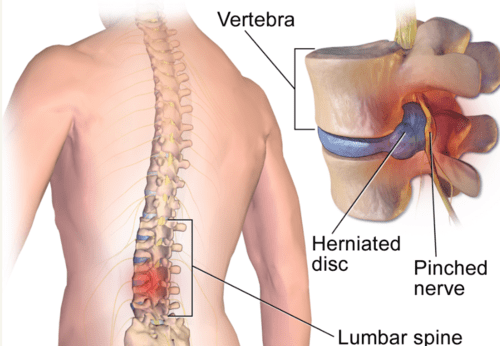 Vertebra
Herniated
disc
Pinched
nerve
Lumbar spine